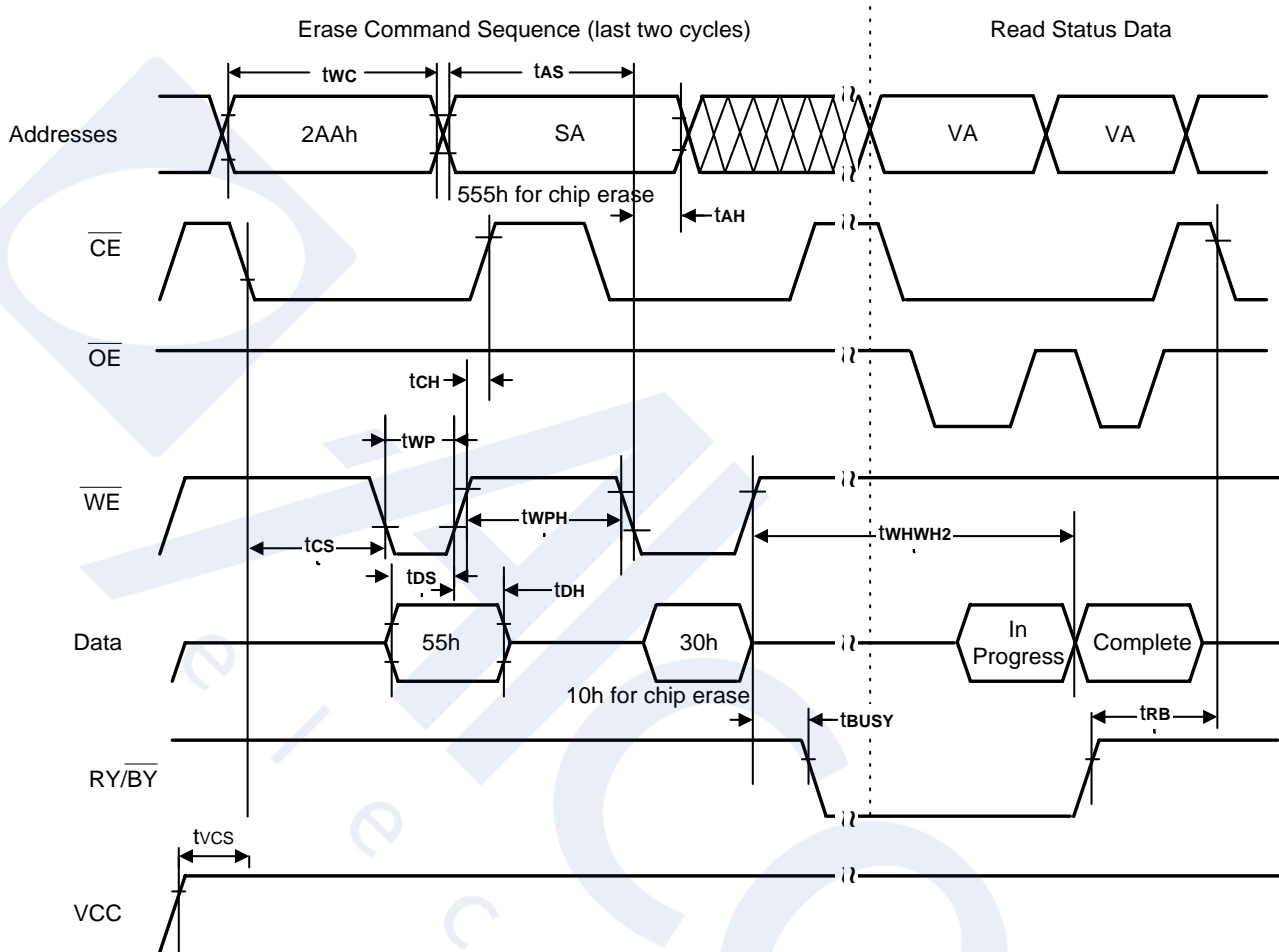 Erase Command Sequence (last two cycles)
Read Status Data
tWC
tAS
Addresses
2AAh
SA
VA
VA
555h for chip erase
tAH
CE
OE
tCH
tWP
WE
tWPH
tCS
tWHWH2
tDS
tDH
Data
55h
30h
In
Progress
Complete
10h for chip erase
tBUSY
tRB
RY/BY
tVCS
VCC
e l e c